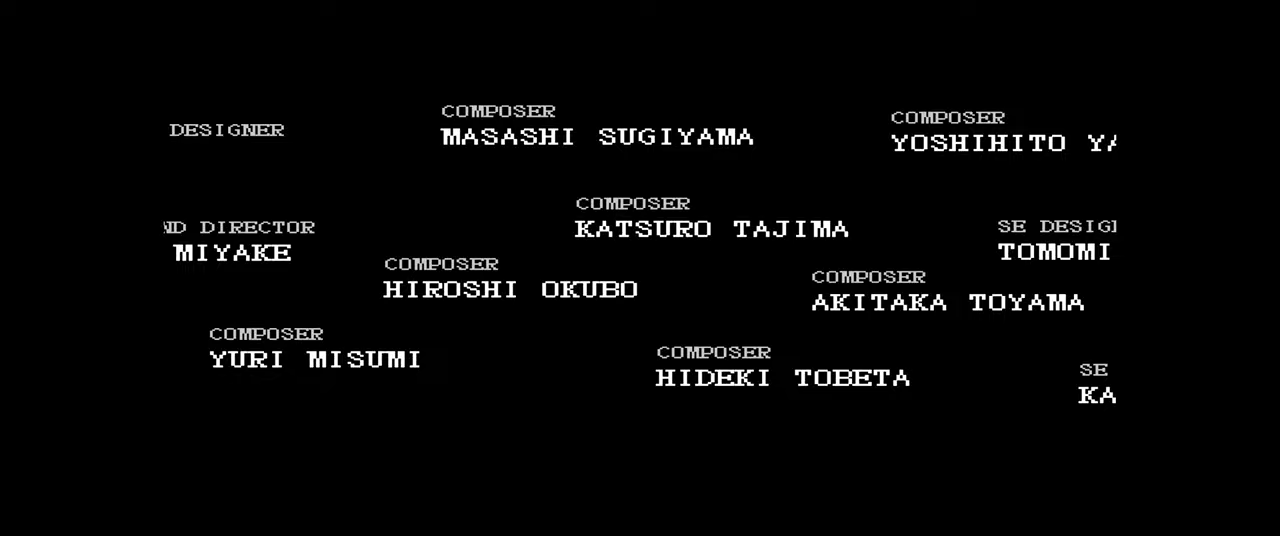 DESIGNER
COMPOSER
MASASHI SUGIYAMA
COMPOSER
YOSHIHITO
DIRECTOR
MIYAKE
COMPOSER
KATSURO TAJIMA
SE
TOMOMI
COMPOSER
HIROSHI OKUBO
COMPOSER
AKITAKA TOYAMA
COMPOSER
YURI MISUMI
COMPOSER
HIDEKI TOBETA
SE